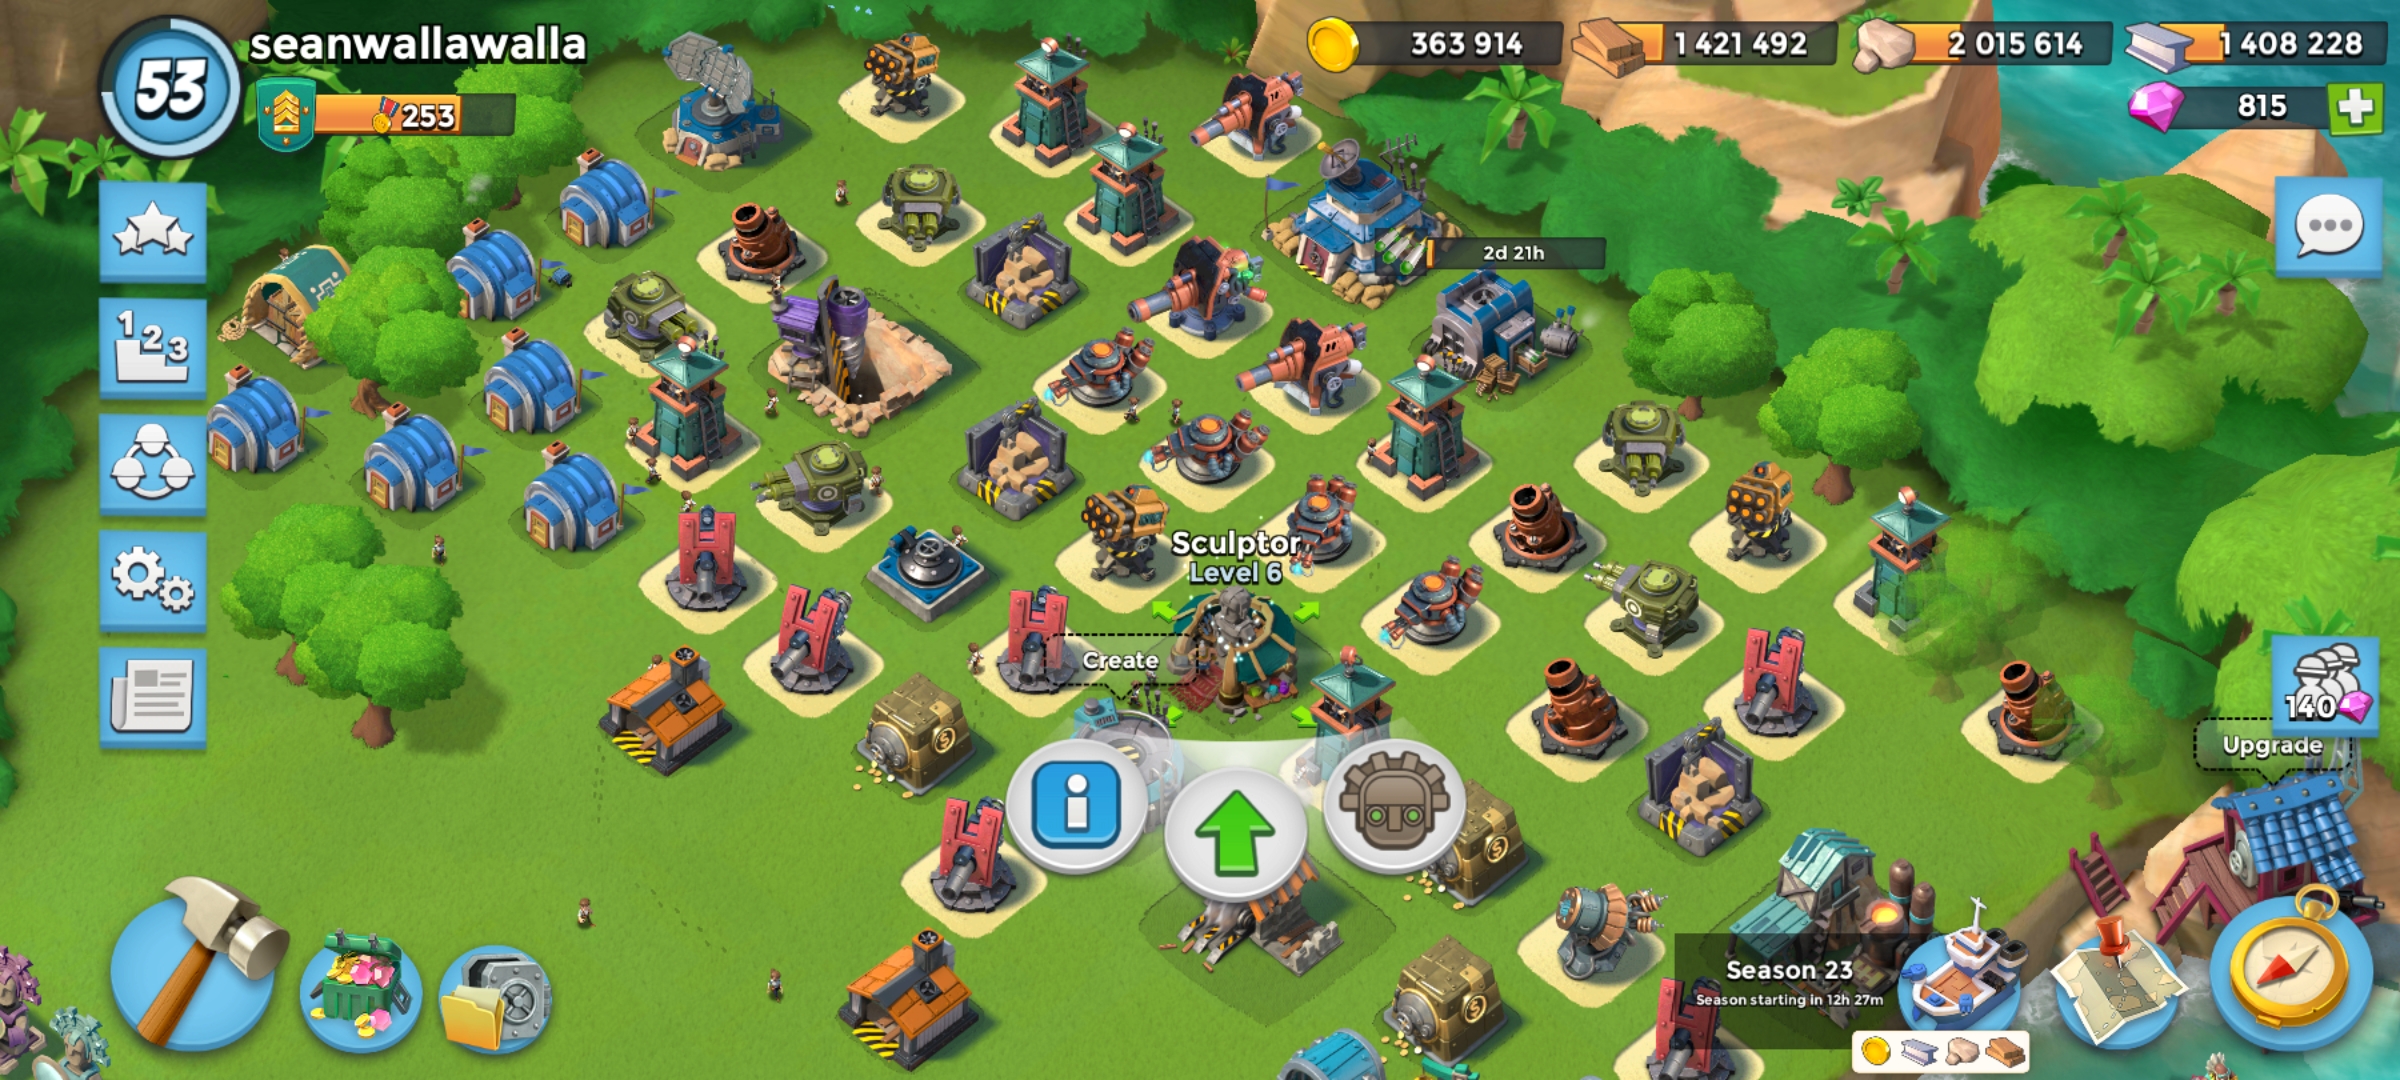 53
seanwallawalla
253
363 914
1 421 492
2 015 614
1 408 228
815
2d 21h
123
Sculptor
Level 6
Create
140
Upgrade
Season 23
Season starting in 12h 27m